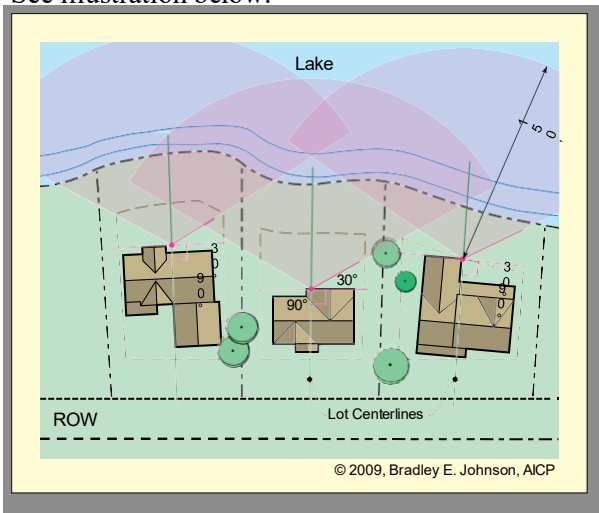 See illustration below.
Lake
150'
30°
90°
30°
90°
30°
90°
Lot Centerlines
ROW
© 2009, Bradley E. Johnson, AICP